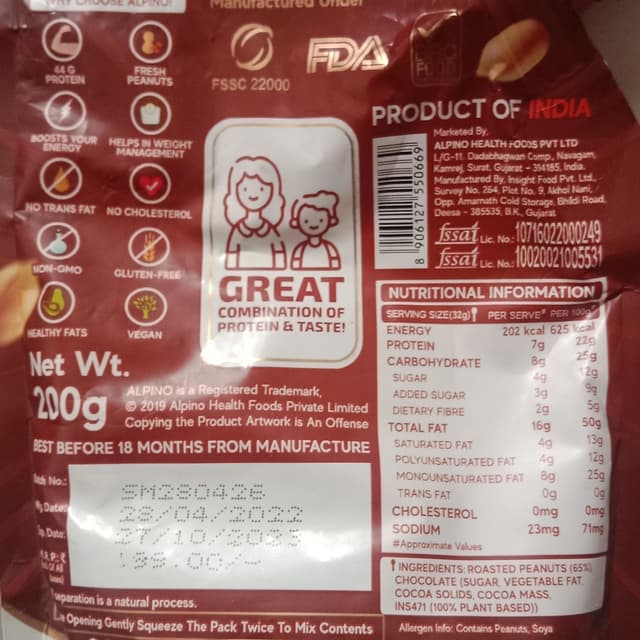 WHY CHOOSE ALPINO!
Manufactured Under
44 G
PROTEIN
FRESH
PEANUTS
FSSC 22000
FDA
BOOSTS YOUR
ENERGY
HELPS IN WEIGHT
MANAGEMENT
NO TRANS FAT
NO CHOLESTEROL
NON-GMO
GLUTEN-FREE
HEALTHY FATS
VEGAN
GREAT
COMBINATION OF
PROTEIN & TASTE!
PRODUCT OF INDIA
Marketed By,
ALPINO HEALTH FOODS PVT LTD
L/G-11, Dadabhagwan Comp., Navagam,
Kamrej, Surat, Gujarat - 394185, India.
Manufactured By, Insight Food Pvt. Ltd.,
Survey No. 264, Plot No. 9, Akhol Nani,
Opp. Amarnath Cold Storage, Bhildi Road,
Deesa - 385535, B.K., Gujarat
8 906127 550669
fssai Lic. No.: 10716022000249
fssai Lic. No.: 10020021005531
NUTRITIONAL INFORMATION
SERVING SIZE(32g) PER SERVE# PER 100g#
ENERGY 202 kcal 625 kcal
PROTEIN 7g 22g
CARBOHYDRATE 8g 25g
SUGAR 4g 12g
ADDED SUGAR 3g 9g
DIETARY FIBRE 2g 5g
TOTAL FAT 16g 50g
SATURATED FAT 4g 13g
POLYUNSATURATED FAT 4g 12g
MONOUNSATURATED FAT 8g 25g
TRANS FAT 0g 0g
CHOLESTEROL 0mg 0mg
SODIUM 23mg 71mg
#Approximate Values
INGREDIENTS: ROASTED PEANUTS (65%)
CHOCOLATE (SUGAR, VEGETABLE FAT,
COCOA SOLIDS, COCOA MASS,
INS471 (100% PLANT BASED))
Allergen Info: Contains Peanuts, Soya
Net Wt.
200g
ALPINO is a Registered Trademark,
© 2019 Alpino Health Foods Private Limited
Copying the Product Artwork is An Offense
BEST BEFORE 18 MONTHS FROM MANUFACTURE
No.: SM280426
Date: 28/04/2022
Date: 27/10/2023
199.00/-
separation is a natural process.
Opening Gently Squeeze The Pack Twice To Mix Contents